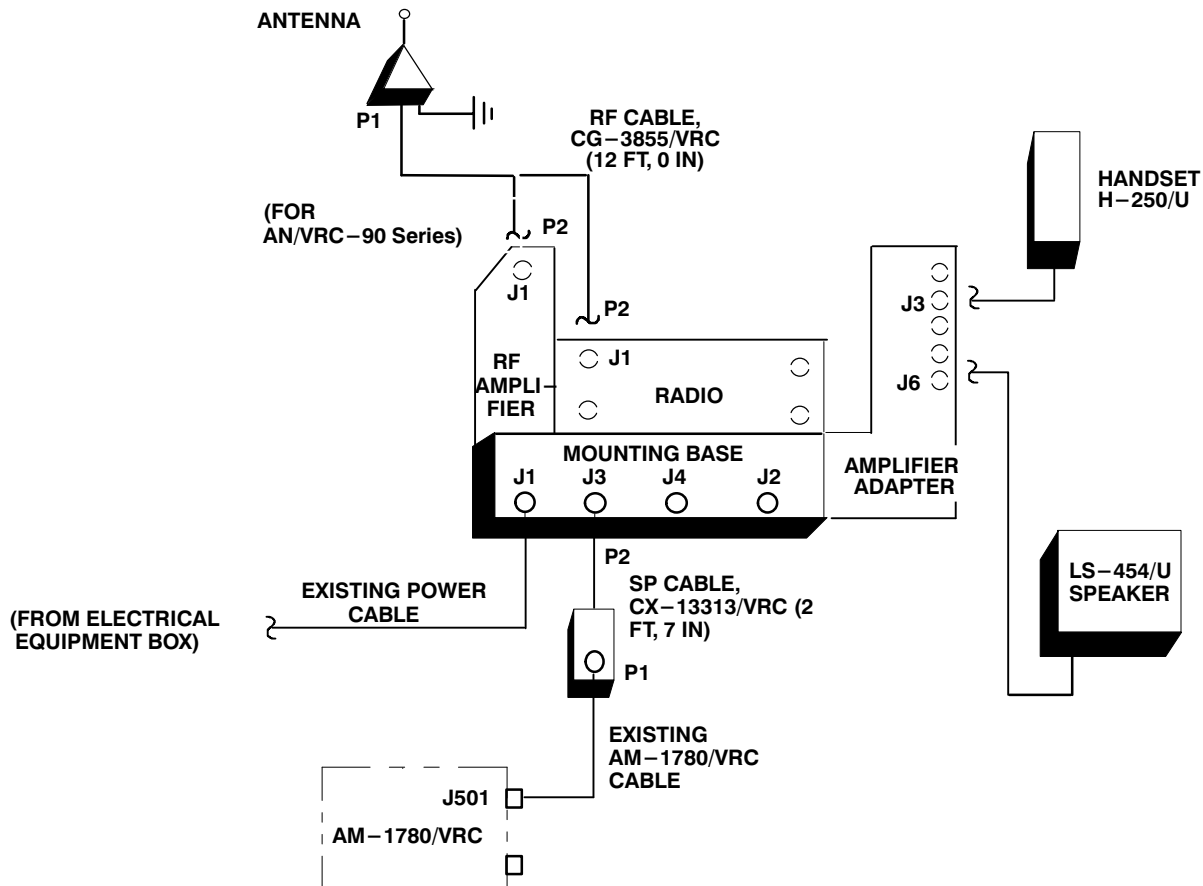 ANTENNA
P1
RF CABLE,
CG−3855/VRC
(12 FT, 0 IN)
HANDSET
H−250/U
(FOR
AN/VRC−90 Series)
P2
J1
P2
J3
J1
J6
RF
AMPLI−
FIER
RADIO
MOUNTING BASE
J1
J3
J4
J2
AMPLIFIER
ADAPTER
P2
SP CABLE,
CX−13313/VRC (2
FT, 7 IN)
LS−454/U
SPEAKER
EXISTING POWER
CABLE
(FROM ELECTRICAL
EQUIPMENT BOX)
P1
EXISTING
AM−1780/VRC
CABLE
J501
AM−1780/VRC